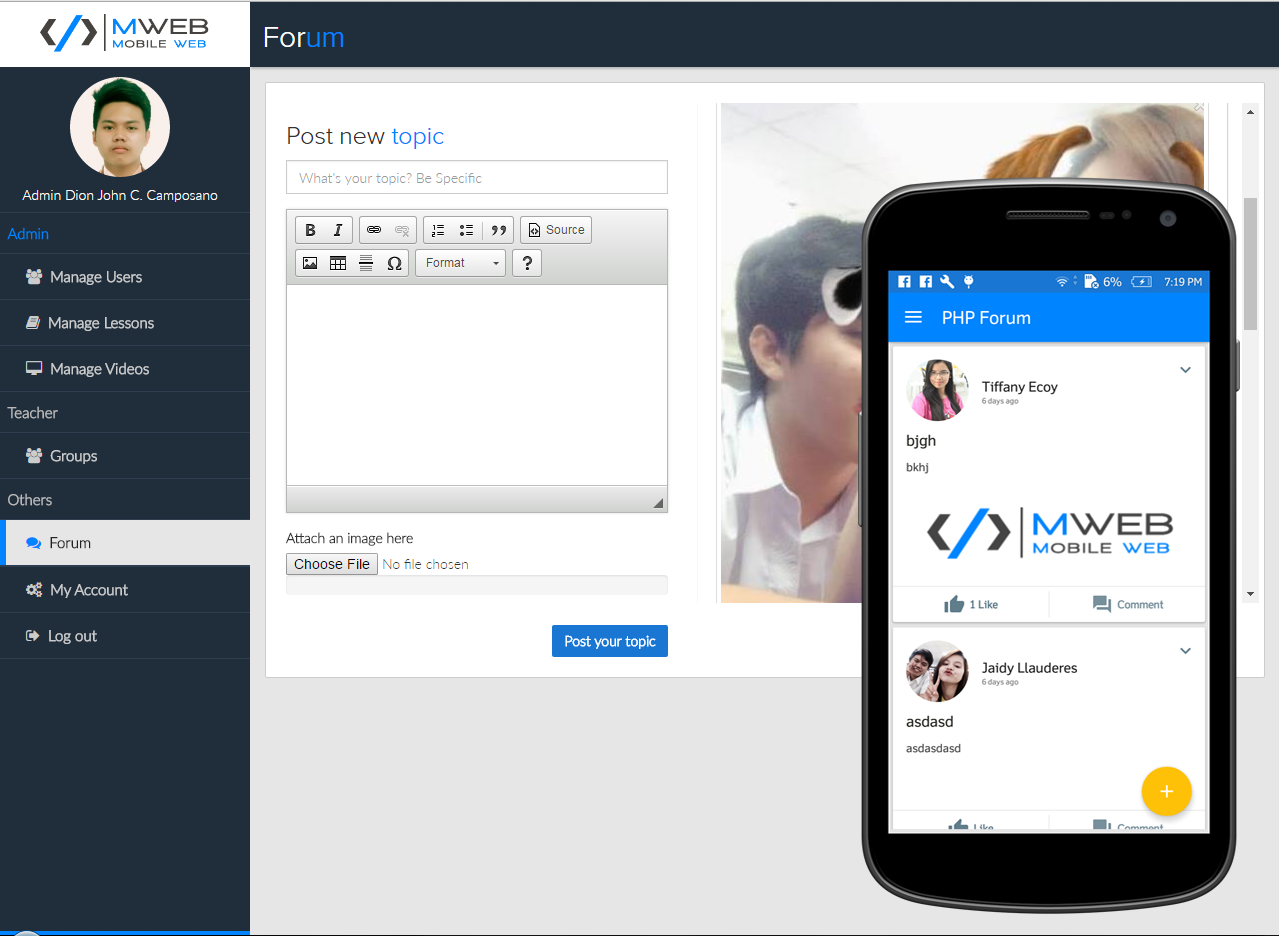 MWEB
MOBILE WEB
Forum
Admin Dion John C. Camposano
Admin
Manage Users
Manage Lessons
Manage Videos
Teacher
Groups
Others
Forum
My Account
Log out
Post new topic
What's your topic? Be Specific
B I Source
Format ?
Attach an image here
Choose File No file chosen
Post your topic
6% 7:19 PM
PHP Forum
Tiffany Ecoy
6 days ago
bjgh
bkhj
MWEB
MOBILE WEB
1 Like Comment
Jaidy Llauderes
6 days ago
asdasd
asdasdasd
+
Like Comment